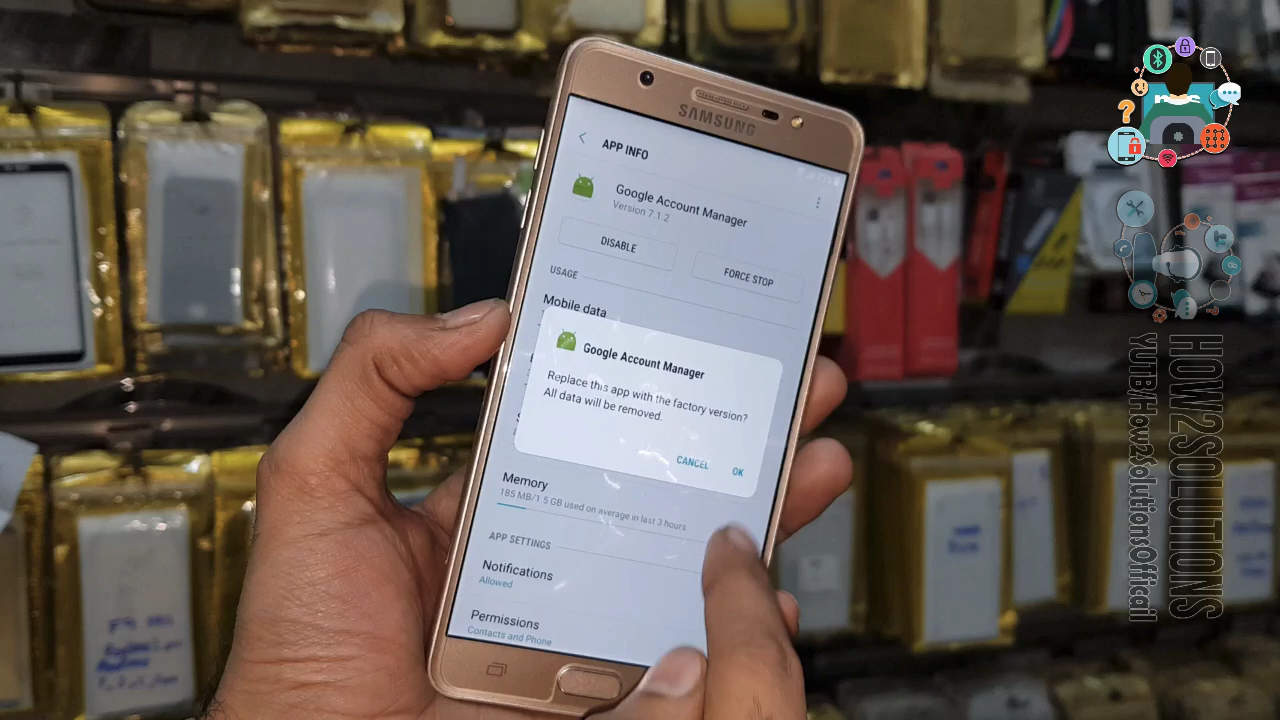 SAMSUNG
APP INFO
Google Account Manager
Version 7.1.2
DISABLE
FORCE STOP
USAGE
Mobile data
Google Account Manager
Replace this app with the factory version?
All data will be removed.
CANCEL
OK
Memory
185 MB/1.5 GB used on average in last 3 hours
APP SETTINGS
Notifications
Allowed
Permissions
Contacts and Phone
HOW2SOLUTIONS
YUTB/How2SolutionsOffcail